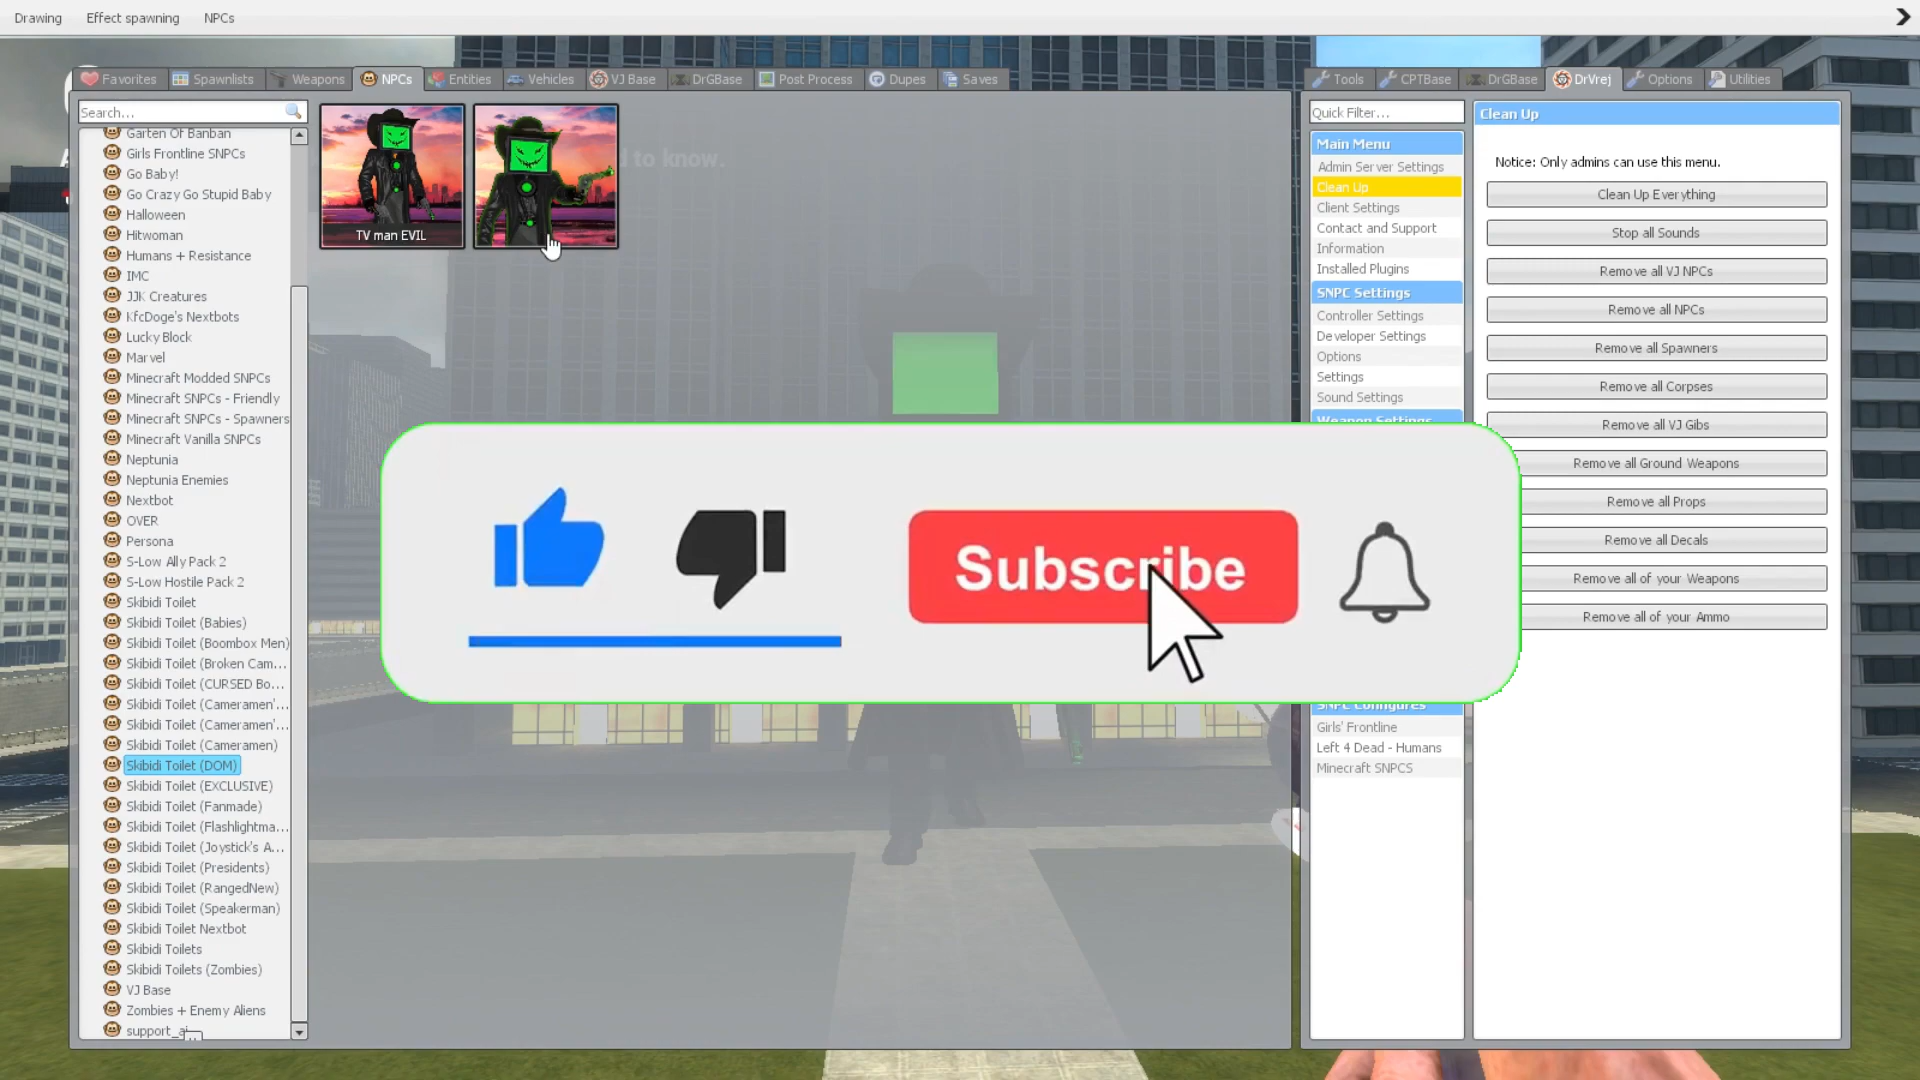 Drawing
Effect spawning
NPCs
Favorites
Spawnlists
Weapons
NPCs
Entities
Vehicles
VJ Base
DrGBase
Post Process
Dupes
Saves
Search...
Garten Of Banban
Girls Frontline SNPCs
Go Baby!
Go Crazy Go Stupid Baby
Halloween
Hitwoman
Humans + Resistance
IMC
JJK Creatures
KfcDoge's Nextbots
Lucky Block
Marvel
Minecraft Modded SNPCs
Minecraft SNPCs - Friendly
Minecraft SNPCs - Spawners
Minecraft Vanilla SNPCs
Neptunia
Neptunia Enemies
Nextbot
OVER
Persona
S-Low Ally Pack 2
S-Low Hostile Pack 2
Skibidi Toilet
Skibidi Toilet (Babies)
Skibidi Toilet (Boombox Men)
Skibidi Toilet (Broken Cam...
Skibidi Toilet (CURSED Bo...
Skibidi Toilet (Cameramen'...
Skibidi Toilet (Cameramen'...
Skibidi Toilet (Cameramen)
Skibidi Toilet (DOM)
Skibidi Toilet (EXCLUSIVE)
Skibidi Toilet (Fanmade)
Skibidi Toilet (Flashlightma...
Skibidi Toilet (Joystick's A...
Skibidi Toilet (Presidents)
Skibidi Toilet (RangedNew)
Skibidi Toilet (Speakerman)
Skibidi Toilet Nextbot
Skibidi Toilets
Skibidi Toilets (Zombies)
VJ Base
Zombies + Enemy Aliens
support_ai
TV man EVIL
d to know.
Subscribe
Tools
CPTBase
DrGBase
DrVrej
Options
Utilities
Quick Filter...
Main Menu
Admin Server Settings
Clean Up
Client Settings
Contact and Support
Information
Installed Plugins
SNPC Settings
Controller Settings
Developer Settings
Options
Settings
Sound Settings
Weapon Settings
SNPC Configures
Girls' Frontline
Left 4 Dead - Humans
Minecraft SNPCS
Clean Up
Notice: Only admins can use this menu.
Clean Up Everything
Stop all Sounds
Remove all VJ NPCs
Remove all NPCs
Remove all Spawners
Remove all Corpses
Remove all VJ Gibs
Remove all Ground Weapons
Remove all Props
Remove all Decals
Remove all of your Weapons
Remove all of your Ammo